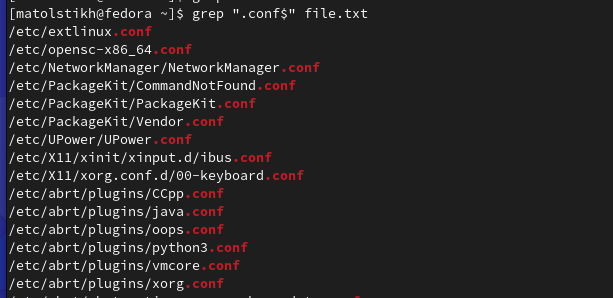 [matolstikh@fedora ~]$ grep ".conf$" file.txt
/etc/extlinux.conf
/etc/opensc-x86_64.conf
/etc/NetworkManager/NetworkManager.conf
/etc/PackageKit/CommandNotFound.conf
/etc/PackageKit/PackageKit.conf
/etc/PackageKit/Vendor.conf
/etc/UPower/UPower.conf
/etc/X11/xinit/xinput.d/ibus.conf
/etc/X11/xorg.conf.d/00-keyboard.conf
/etc/abrt/plugins/CCpp.conf
/etc/abrt/plugins/java.conf
/etc/abrt/plugins/oops.conf
/etc/abrt/plugins/python3.conf
/etc/abrt/plugins/vmcore.conf
/etc/abrt/plugins/xorg.conf